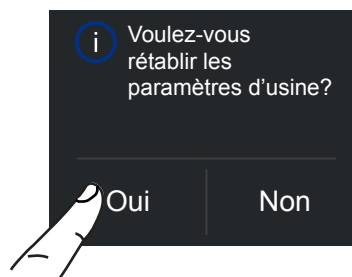 i
Voulez-vous
rétablir les
paramètres d'usine?
Oui
Non